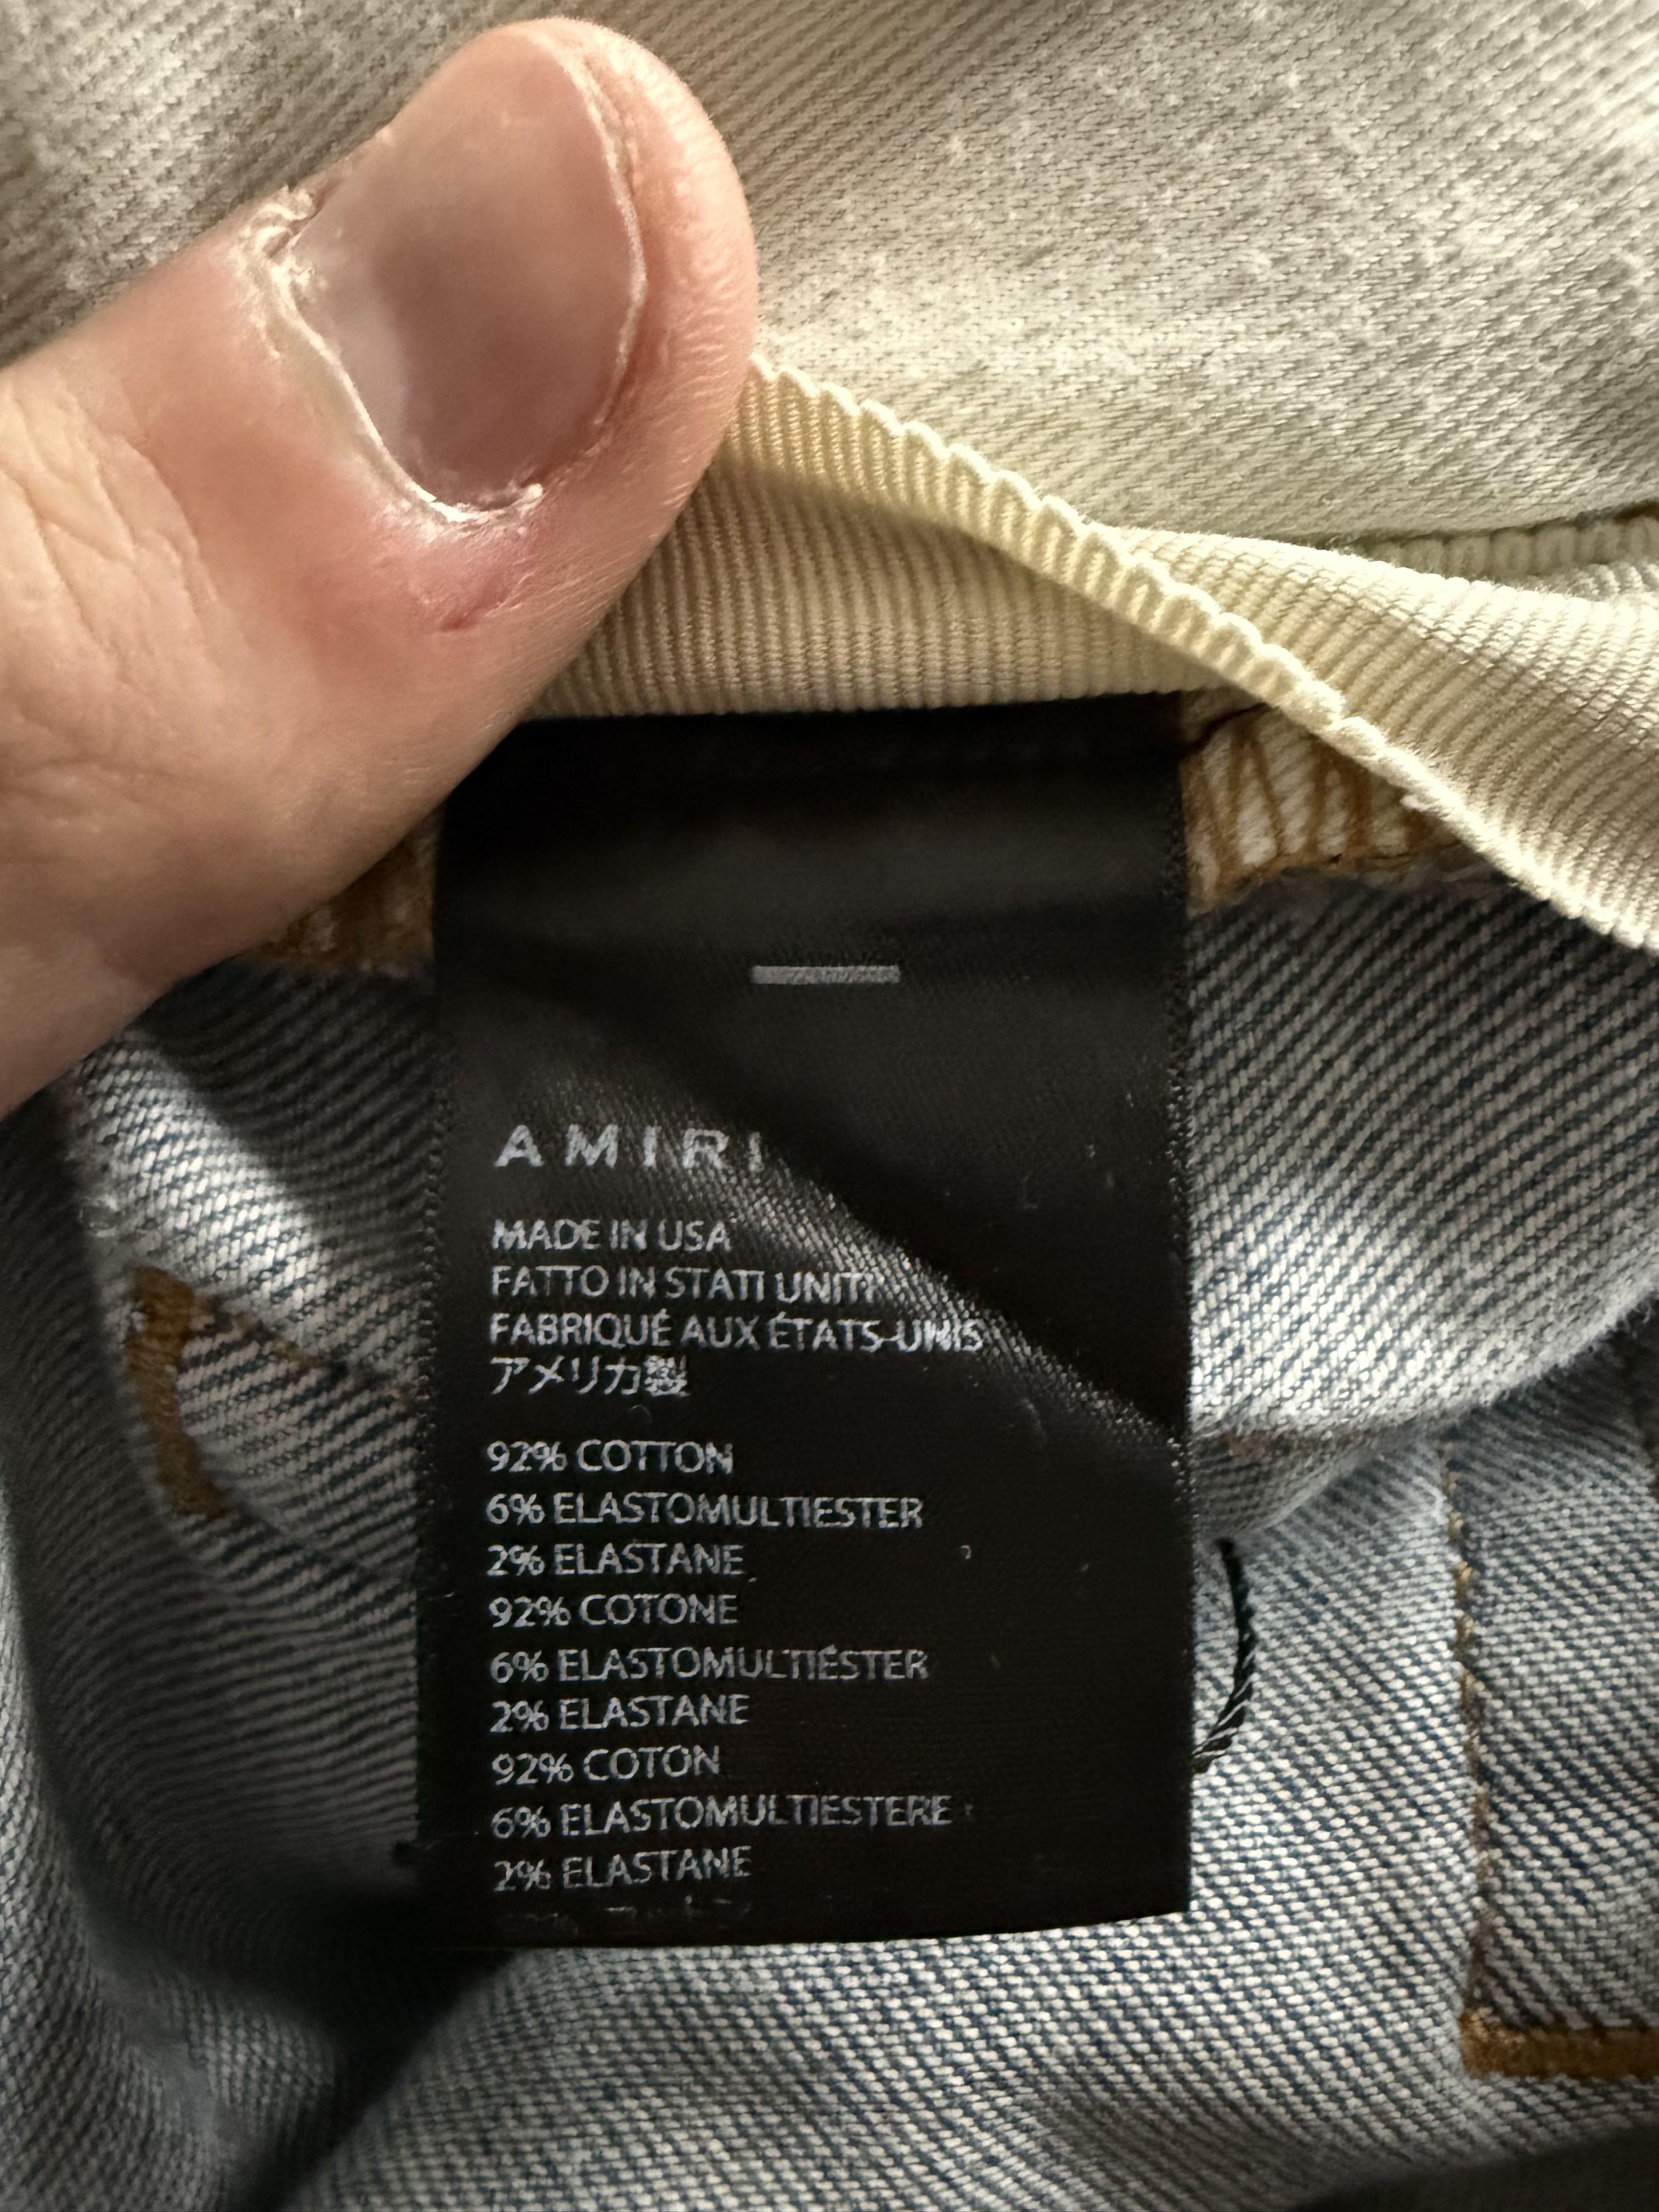 AMIRI
MADE IN USA
FATTO IN STATI UNITI
FABRIQUÉ AUX ÉTATS-UNIS
アメリカ製
92% COTTON
6% ELASTOMULTIESTER
2% ELASTANE
92% COTONE
6% ELASTOMULTIÉSTER
2% ELASTANE
92% COTON
6% ELASTOMULTIESTERE
2% ELASTANE